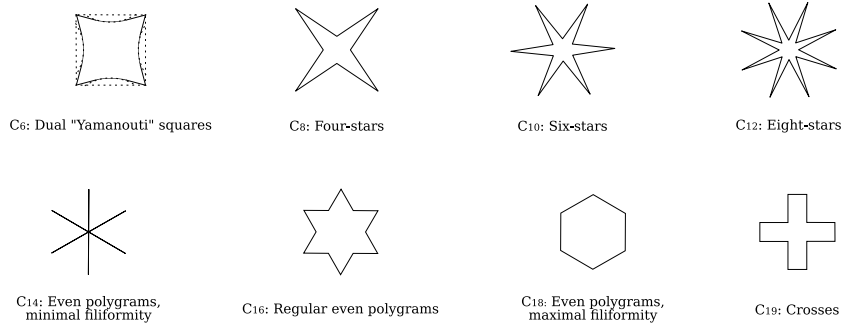 C6: Dual "Yamanouti" squares
C8: Four-stars
C10: Six-stars
C12: Eight-stars
C14: Even polygrams,
minimal filiformity
C16: Regular even polygrams
C18: Even polygrams,
maximal filiformity
C19: Crosses